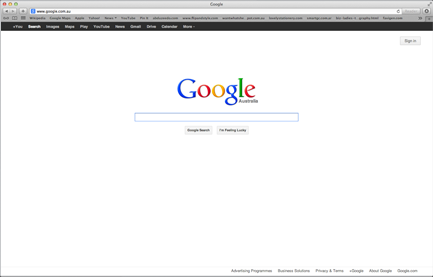 Google
www.google.com.au
Wikipedia Google Maps Apple Yahoo! News YouTube
+You Search Images Maps Play YouTube News Gmail Drive Calendar More
Sign in
Google
Australia
Google Search I'm Feeling Lucky
Advertising Programmes Business Solutions Privacy & Terms +Google About Google Google.com